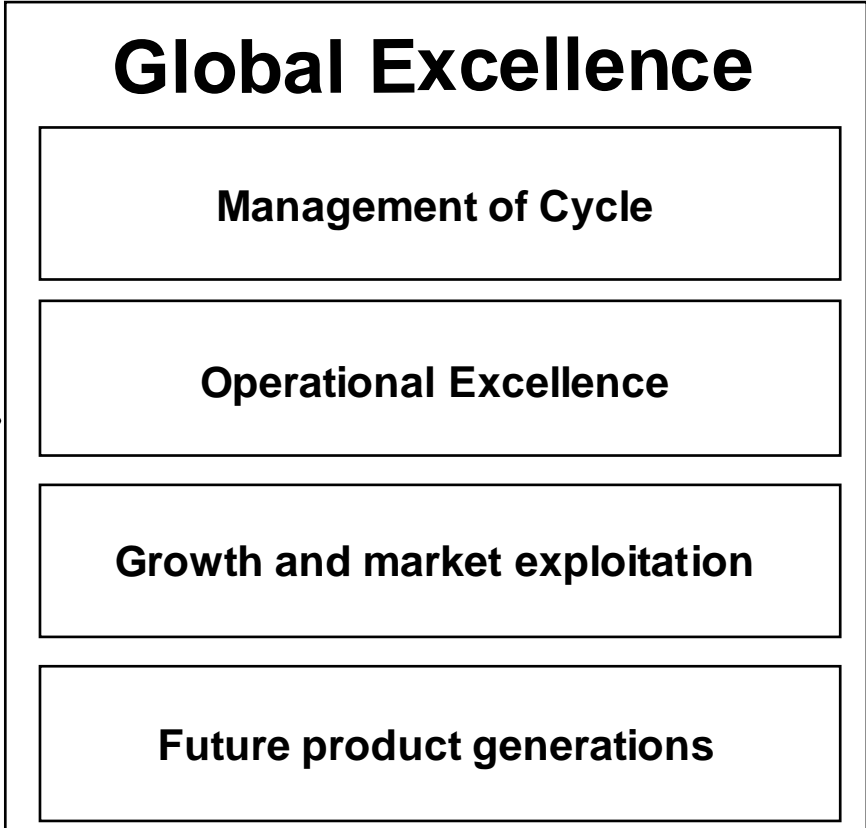 Global Excellence
Management of Cycle
Operational Excellence
Growth and market exploitation
Future product generations